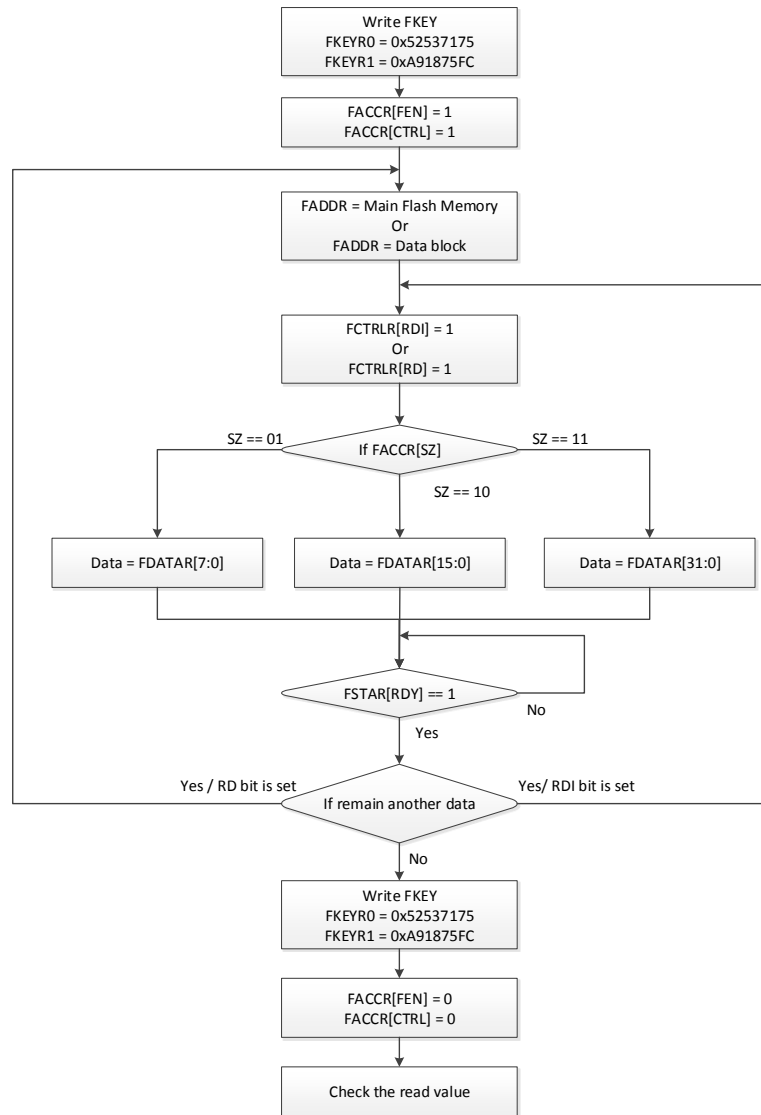 Write FKEY
FKEYR0 = 0x52537175
FKEYR1 = 0xA91875FC
FACCR[FEN] = 1
FACCR[CTRL] = 1
FADDR = Main Flash Memory
Or
FADDR = Data block
FCTRLR[RDI] = 1
Or
FCTRLR[RD] = 1
SZ == 01
If FACCR[SZ]
SZ == 11
SZ == 10
Data = FDATAR[7:0]
Data = FDATAR[15:0]
Data = FDATAR[31:0]
FSTAR[RDY] == 1
No
Yes
Yes / RD bit is set
If remain another data
Yes/ RDI bit is set
No
Write FKEY
FKEYR0 = 0x52537175
FKEYR1 = 0xA91875FC
FACCR[FEN] = 0
FACCR[CTRL] = 0
Check the read value